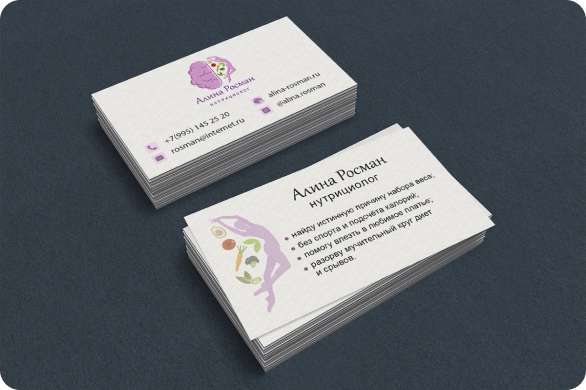 Алина Росман
нутрициолог
+7(995) 145 25 20
rosman@internet.ru
alina-rosman.ru
@alina.rosman
Алина Росман
нутрициолог
• найду истинную причину набора веса;
• без спорта и подсчёта калорий;
• помогу влезть в любимое платье;
• разорву мучительный круг диет
и срывов.